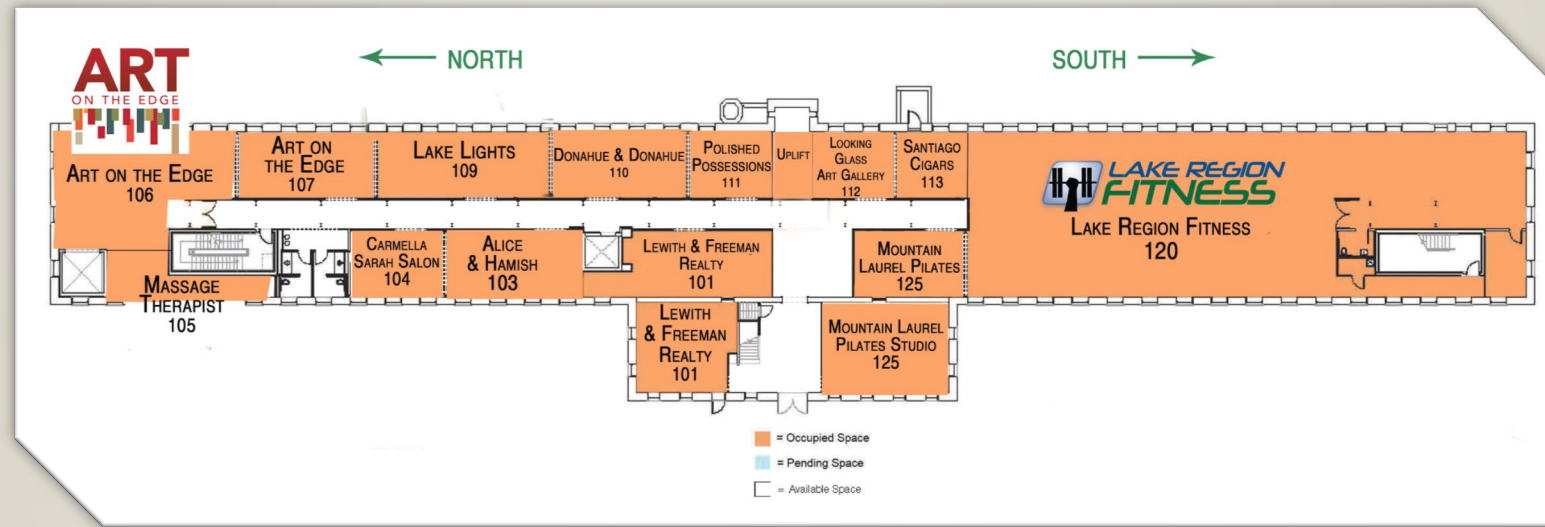 ART
ON THE EDGE
NORTH
SOUTH
ART ON THE EDGE
106
ART ON
THE EDGE
107
LAKE LIGHTS
109
DONAHUE & DONAHUE
110
POLISHED
POSSESSIONS
111
UPLIFT
LOOKING
GLASS
ART GALLERY
112
SANTIAGO
CIGARS
113
LAKE REGION
FITNESS
LAKE REGION FITNESS
120
MASSAGE
THERAPIST
105
CARMELLA
SARAH SALON
104
ALICE
& HAMISH
103
LEWITH & FREEMAN
REALTY
101
MOUNTAIN
LAUREL PILATES
125
LEWITH
& FREEMAN
REALTY
101
MOUNTAIN LAUREL
PILATES STUDIO
125
= Occupied Space
= Pending Space
= Available Space